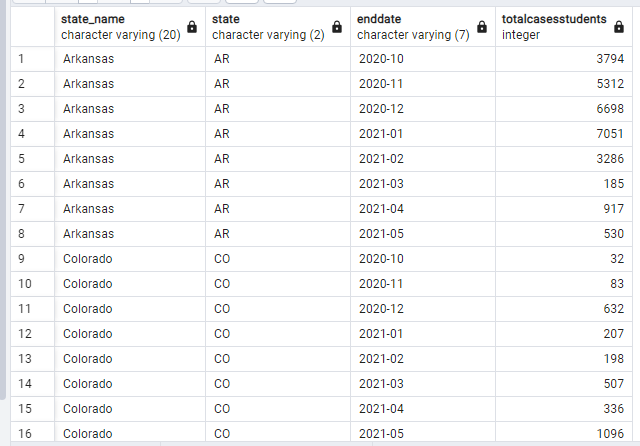 state_name state enddate totalcasesstudents
character varying (20) character varying (2) character varying (7) integer
1 Arkansas AR 2020-10 3794
2 Arkansas AR 2020-11 5312
3 Arkansas AR 2020-12 6698
4 Arkansas AR 2021-01 7051
5 Arkansas AR 2021-02 3286
6 Arkansas AR 2021-03 185
7 Arkansas AR 2021-04 917
8 Arkansas AR 2021-05 530
9 Colorado CO 2020-10 32
10 Colorado CO 2020-11 83
11 Colorado CO 2020-12 632
12 Colorado CO 2021-01 207
13 Colorado CO 2021-02 198
14 Colorado CO 2021-03 507
15 Colorado CO 2021-04 336
16 Colorado CO 2021-05 1096